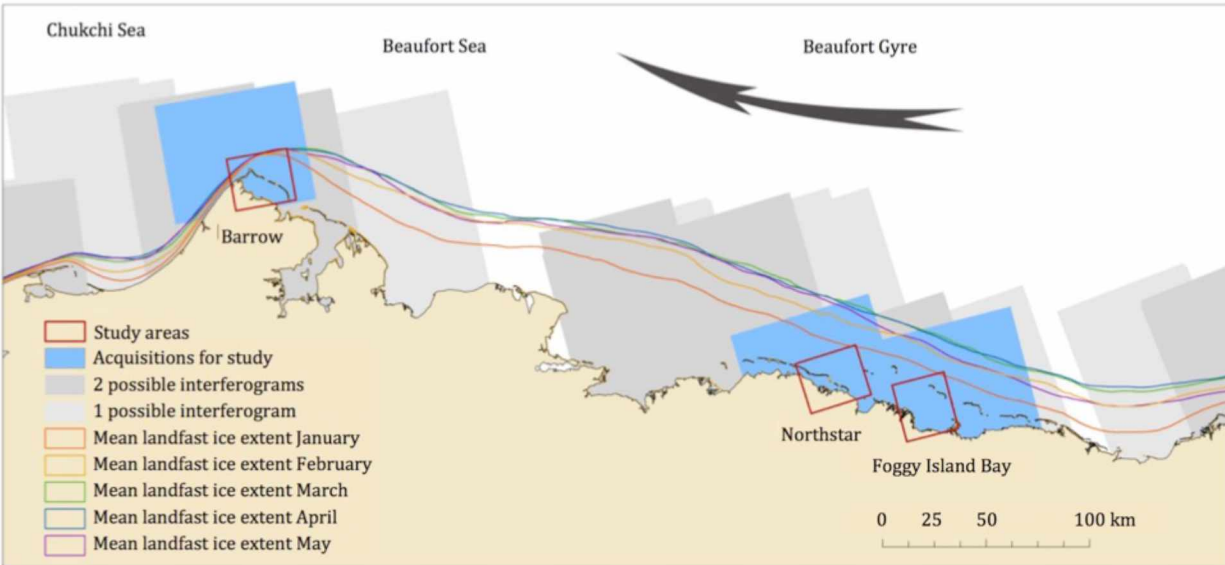 Chukchi Sea
Beaufort Sea
Beaufort Gyre
Barrow
Study areas
Acquisitions for study
2 possible interferograms
1 possible interferogram
Mean landfast ice extent January
Mean landfast ice extent February
Mean landfast ice extent March
Mean landfast ice extent April
Mean landfast ice extent May
Northstar
Foggy Island Bay
0 25 50 100 km